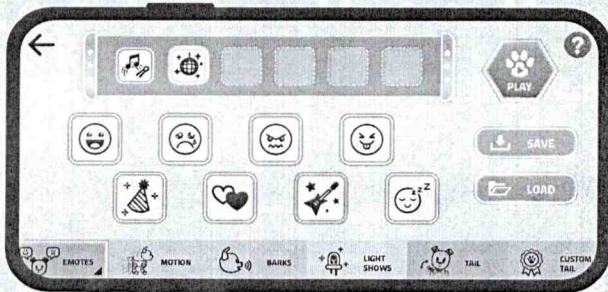 ?
PLAY
SAVE
LOAD
EMOTES
MOTION
BARKS
LIGHT
SHOWS
TAIL
CUSTOM
TAIL